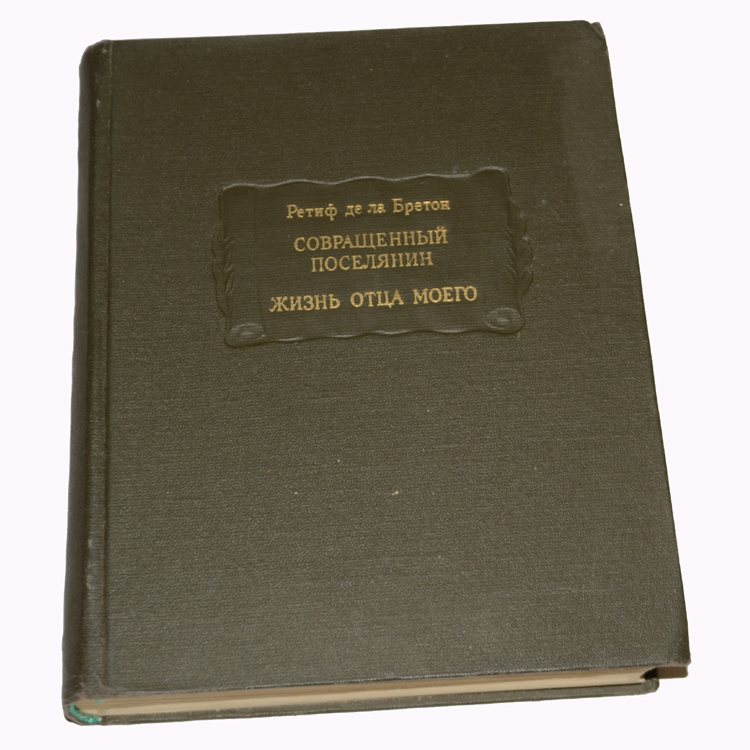 Ретиф де ла Бретон
СОВРАЩЕННЫЙ
ПОСЕЛЯНИН
ЖИЗНЬ ОТЦА МОЕГО